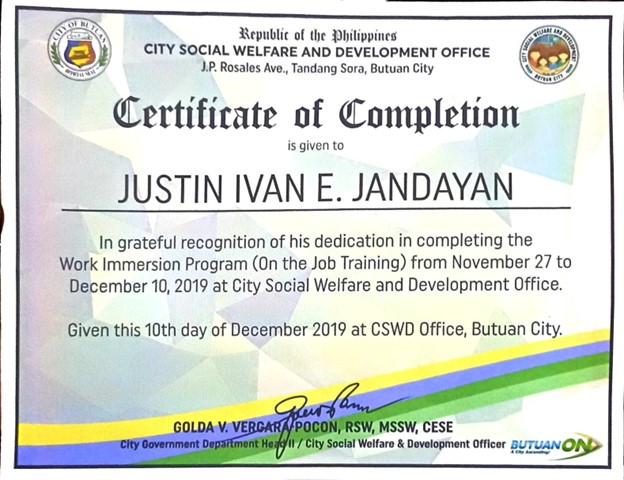 Republic of the Philippines
CITY SOCIAL WELFARE AND DEVELOPMENT OFFICE
J.P. Rosales Ave., Tandang Sora, Butuan City
CITY OF BUTUAN
OFFICIAL SEAL
CITY SOCIAL WELFARE AND DEVELOPMENT
BUTUAN CITY
Certificate of Completion
is given to
JUSTIN IVAN E. JANDAYAN
In grateful recognition of his dedication in completing the
Work Immersion Program (On the Job Training) from November 27 to
December 10, 2019 at City Social Welfare and Development Office.
Given this 10th day of December 2019 at CSWD Office, Butuan City.
GOLDA V. VERGARA POCON, RSW, MSSW, CESE
City Government Department Head II / City Social Welfare & Development Officer
BUTUAN ON
A City Ascending!